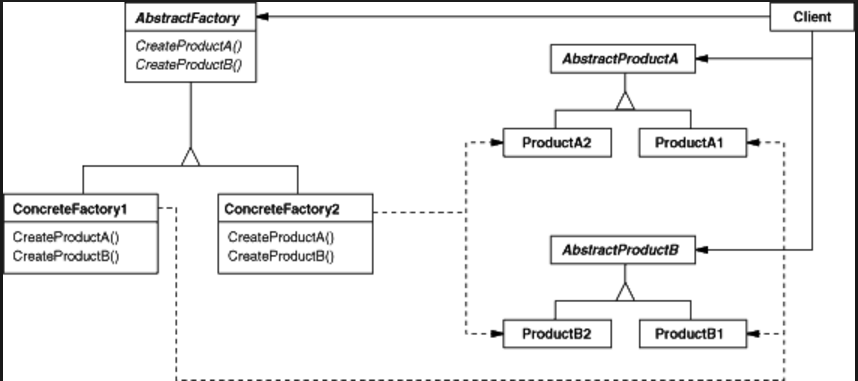 AbstractFactory
CreateProductA()
CreateProductB()
Client
AbstractProductA
ProductA2
ProductA1
ConcreteFactory1
CreateProductA()
CreateProductB()
ConcreteFactory2
CreateProductA()
CreateProductB()
AbstractProductB
ProductB2
ProductB1